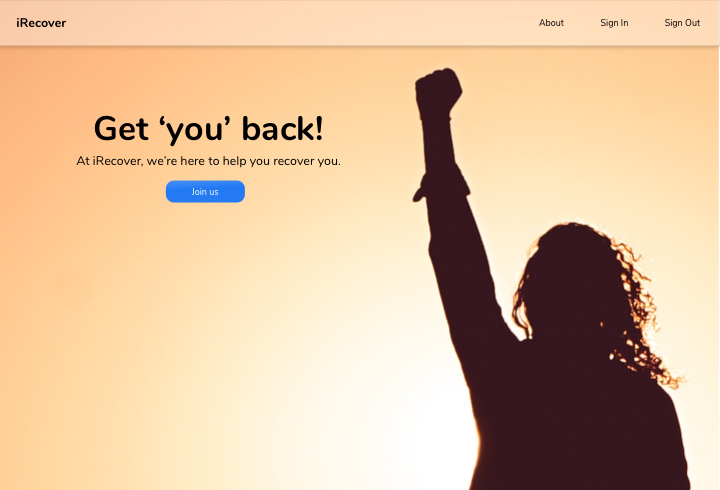 iRecover
About
Sign In
Sign Out
Get ‘you’ back!
At iRecover, we’re here to help you recover you.
Join us